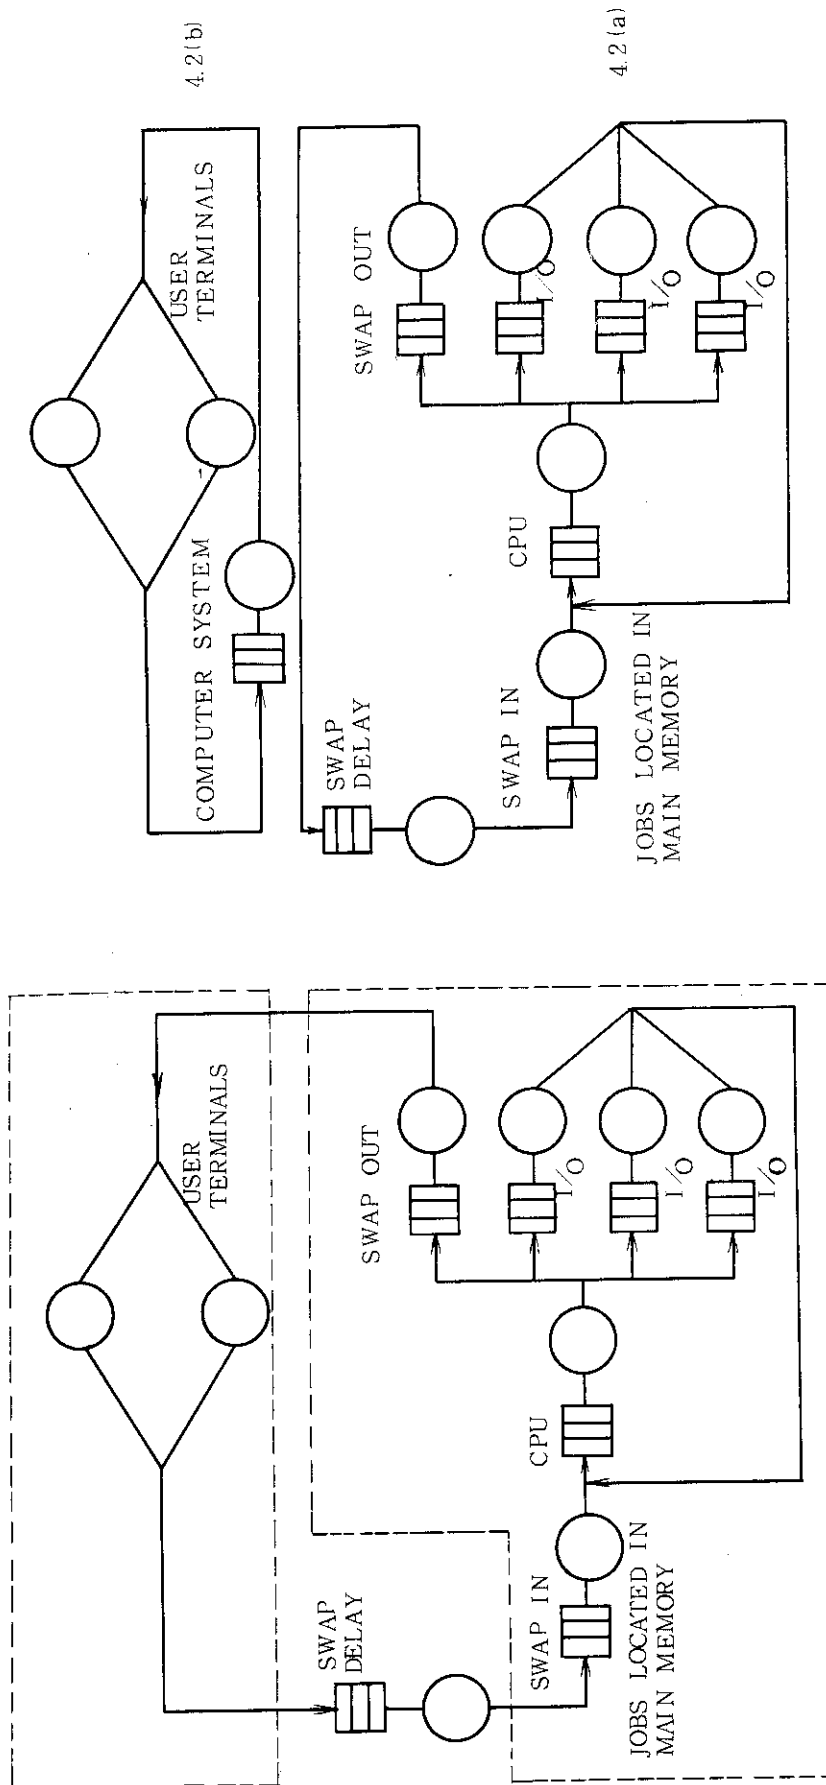 USER
TERMINALS
SWAP
DELAY
SWAP OUT
I/O
I/O
I/O
CPU
SWAP IN
JOBS LOCATED IN
MAIN MEMORY
USER
TERMINALS
COMPUTER SYSTEM
4.2(b)
SWAP
DELAY
SWAP OUT
I/O
I/O
I/O
CPU
SWAP IN
JOBS LOCATED IN
MAIN MEMORY
4.2(a)